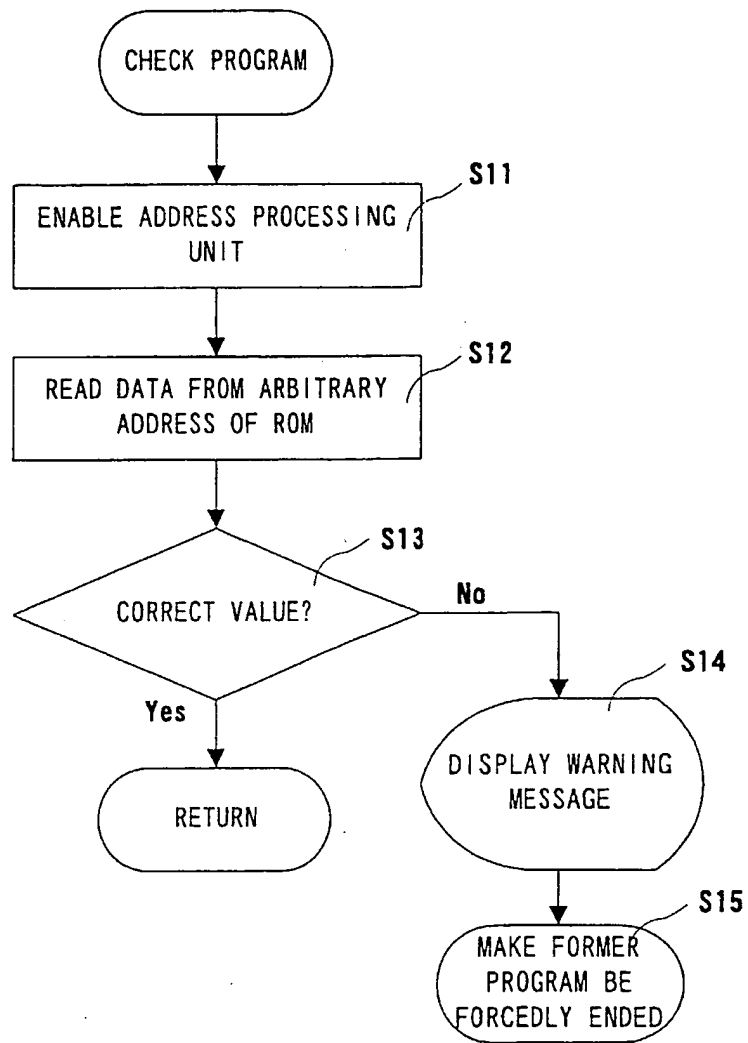 CHECK PROGRAM
S11
ENABLE ADDRESS PROCESSING
UNIT
S12
READ DATA FROM ARBITRARY
ADDRESS OF ROM
S13
CORRECT VALUE?
No
Yes
S14
DISPLAY WARNING
MESSAGE
RETURN
S15
MAKE FORMER
PROGRAM BE
FORCEDLY ENDED